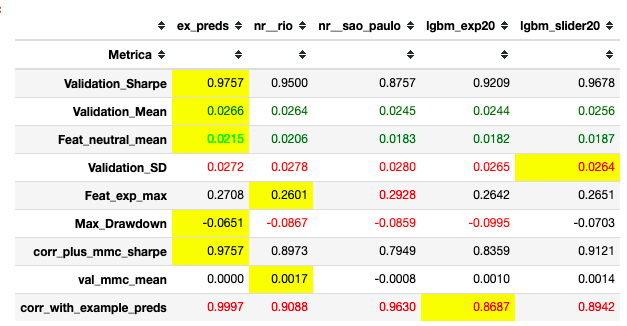 ex_preds nr__rio nr__sao_paulo lgbm_exp20 lgbm_slider20
Metrica
Validation_Sharpe 0.9757 0.9500 0.8757 0.9209 0.9678
Validation_Mean 0.0266 0.0264 0.0245 0.0244 0.0256
Feat_neutral_mean 0.0215 0.0206 0.0183 0.0182 0.0187
Validation_SD 0.0272 0.0278 0.0280 0.0265 0.0264
Feat_exp_max 0.2708 0.2601 0.2928 0.2642 0.2651
Max_Drawdown -0.0651 -0.0867 -0.0859 -0.0995 -0.0703
corr_plus_mmc_sharpe 0.9757 0.8973 0.7949 0.8359 0.9121
val_mmc_mean 0.0000 0.0017 -0.0008 0.0010 0.0014
corr_with_example_preds 0.9997 0.9088 0.9630 0.8687 0.8942